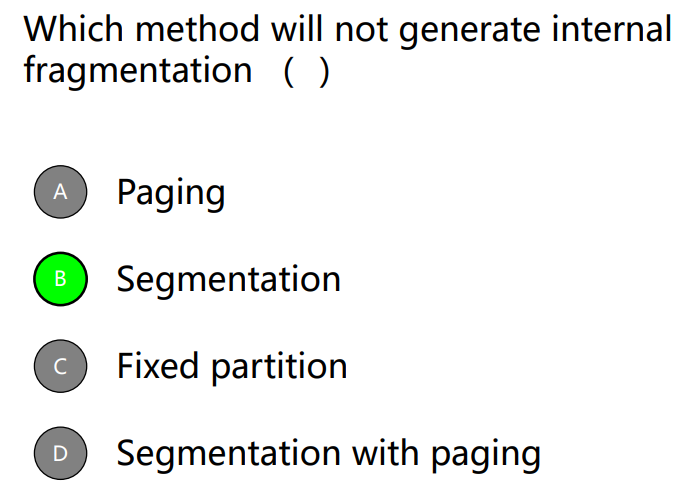 Which method will not generate internal
fragmentation ( )
A Paging
B Segmentation
C Fixed partition
D Segmentation with paging